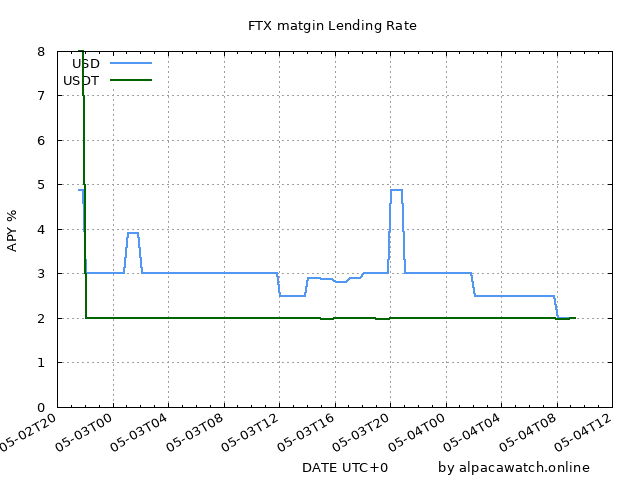 FTX matgin Lending Rate
USD
USDT
8
7
6
5
4
3
2
1
0
APY %
05-02T20
05-03T00
05-03T04
05-03T08
05-03T12
05-03T16
05-03T20
05-04T00
05-04T04
05-04T08
05-04T12
DATE UTC+0
by alpacawatch.online